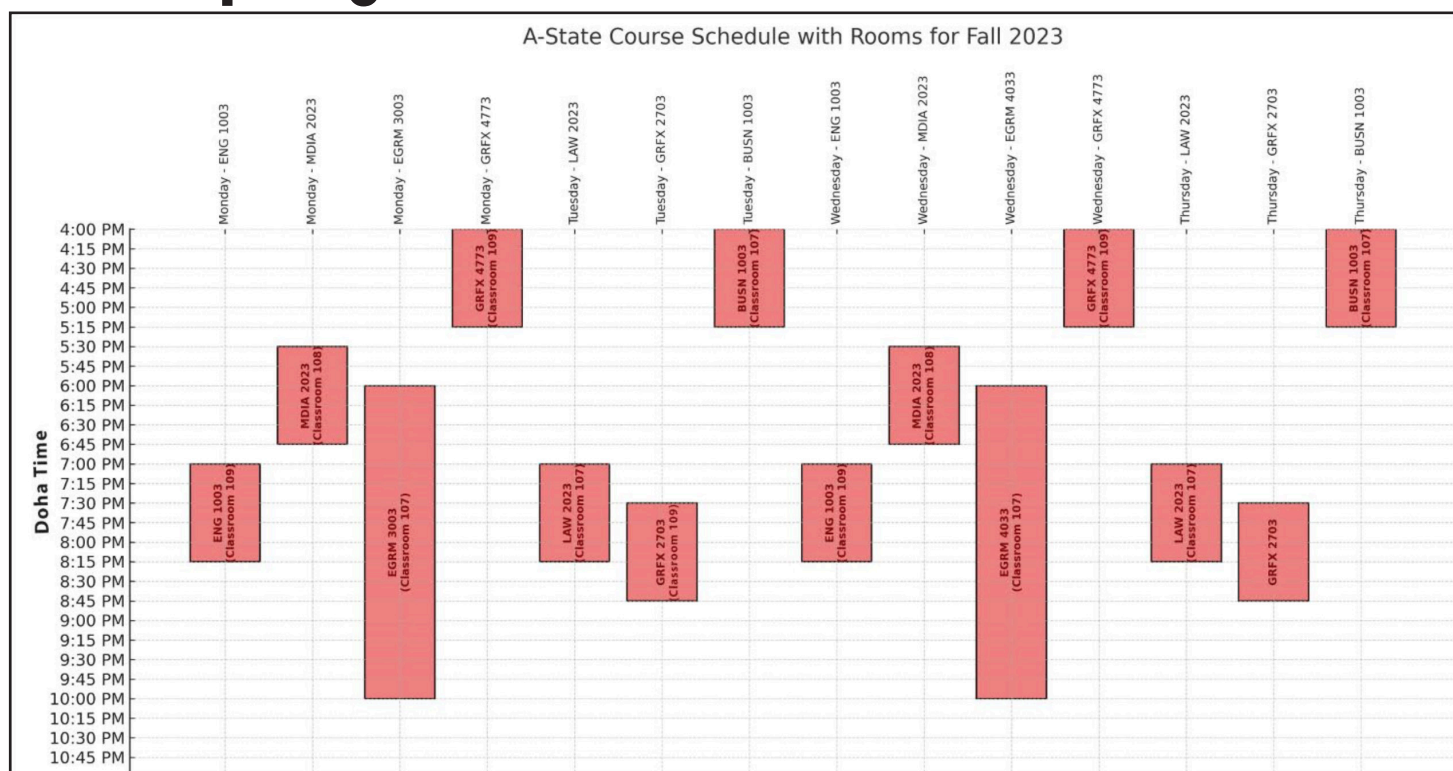 A-State Course Schedule with Rooms for Fall 2023
Monday - ENG 1003
Monday - MDIA 2023
Monday - EGRM 3003
Monday - GRFX 4773
Tuesday - LAW 2023
Tuesday - GRFX 2703
Tuesday - BUSN 1003
Wednesday - ENG 1003
Wednesday - MDIA 2023
Wednesday - EGRM 4033
Wednesday - GRFX 4773
Thursday - LAW 2023
Thursday - GRFX 2703
Thursday - BUSN 1003
Doha Time
4:00 PM
4:15 PM
4:30 PM
4:45 PM
5:00 PM
5:15 PM
5:30 PM
5:45 PM
6:00 PM
6:15 PM
6:30 PM
6:45 PM
7:00 PM
7:15 PM
7:30 PM
7:45 PM
8:00 PM
8:15 PM
8:30 PM
8:45 PM
9:00 PM
9:15 PM
9:30 PM
9:45 PM
10:00 PM
10:15 PM
10:30 PM
10:45 PM
ENG 1003
(Classroom 109)
MDIA 2023
(Classroom 108)
EGRM 3003
(Classroom 107)
GRFX 4773
(Classroom 109)
LAW 2023
(Classroom 107)
GRFX 2703
(Classroom 109)
BUSN 1003
(Classroom 107)
ENG 1003
(Classroom 109)
MDIA 2023
(Classroom 108)
EGRM 4033
(Classroom 107)
GRFX 4773
(Classroom 109)
LAW 2023
(Classroom 107)
GRFX 2703
BUSN 1003
(Classroom 107)